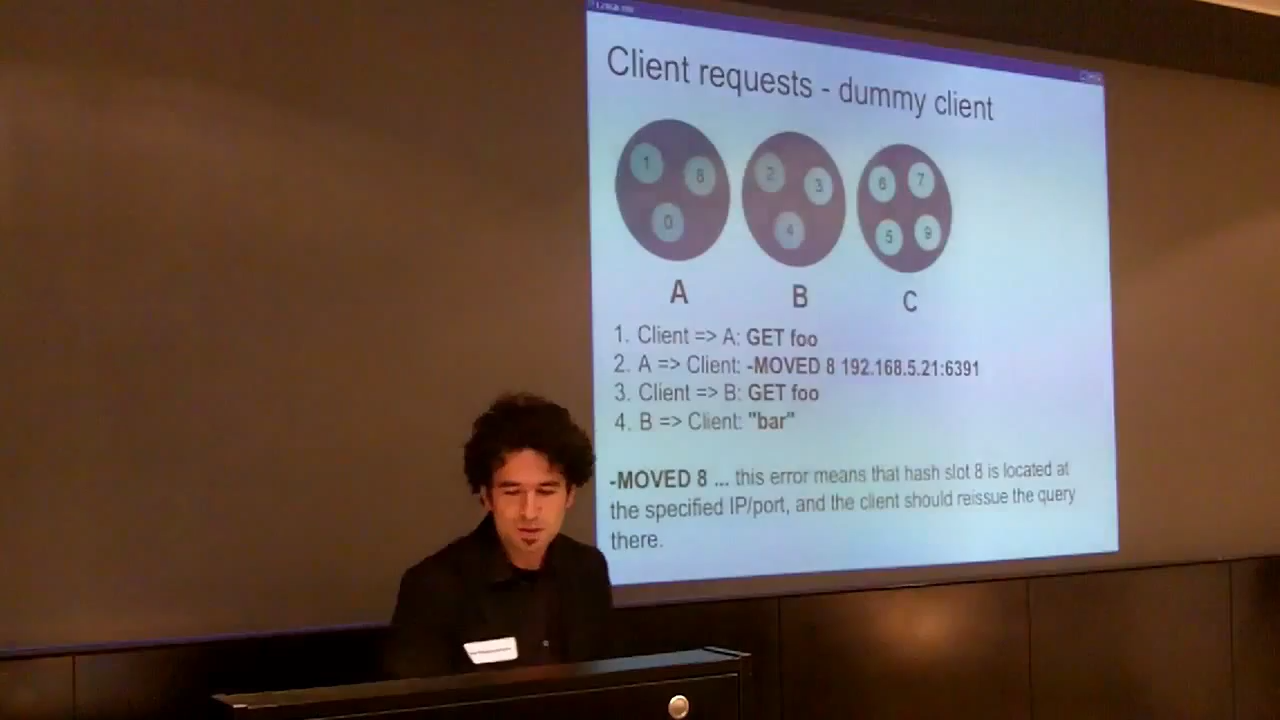 Client requests - dummy client
1 8 2 3 6 7
0 4 5 9
A B C
1. Client => A: GET foo
2. A => Client: -MOVED 8 192.168.5.21:6391
3. Client => B: GET foo
4. B => Client: "bar"
-MOVED 8 ... this error means that hash slot 8 is located at
the specified IP/port, and the client should reissue the query
there.